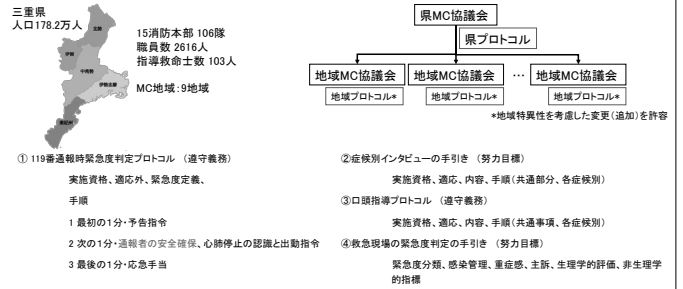 三重県
人口178.2万人
北勢
伊賀
中南勢
伊勢志摩
東紀州
15消防本部 106隊
職員数 2616人
指導救命士数 103人
MC地域:9地域
県MC協議会
県プロトコル
地域MC協議会
地域MC協議会
…
地域MC協議会
地域プロトコル*
地域プロトコル*
地域プロトコル*
*地域特異性を考慮した変更(追加)を許容
① 119番通報時緊急度判定プロトコル (遵守義務)
実施資格、適応外、緊急度定義、
手順
1 最初の1分・予告指令
2 次の1分・通報者の安全確保、心肺停止の認識と出動指令
3 最後の1分・応急手当
②症候別インタビューの手引き (努力目標)
実施資格、適応、内容、手順(共通部分、各症候別)
③口頭指導プロトコル (遵守義務)
実施資格、適応、内容、手順(共通事項、各症候別)
④救急現場の緊急度判定の手引き (努力目標)
緊急度分類、感染管理、重症感、主訴、生理学的評価、非生理学
的指標